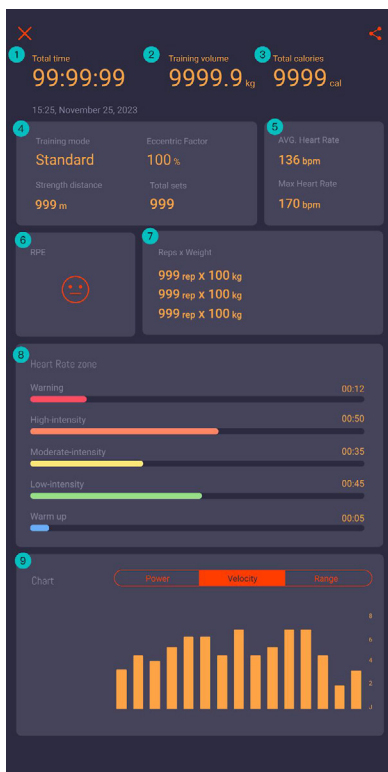 1 Total time
99:99:99
2 Training volume
9999.9 kg
3 Total calories
9999 cal
15:25, November 25, 2023
4
Training mode
Standard
Eccentric Factor
100 %
Strength distance
999 m
Total sets
999
5
AVG. Heart Rate
136 bpm
Max Heart Rate
170 bpm
6
RPE
7
Reps x Weight
999 rep x 100 kg
999 rep x 100 kg
999 rep x 100 kg
8
Heart Rate zone
Warning 00:12
High-intensity 00:50
Moderate-intensity 00:35
Low-intensity 00:45
Warm up 00:05
9
Chart
Power Velocity Range
8
6
4
2
0